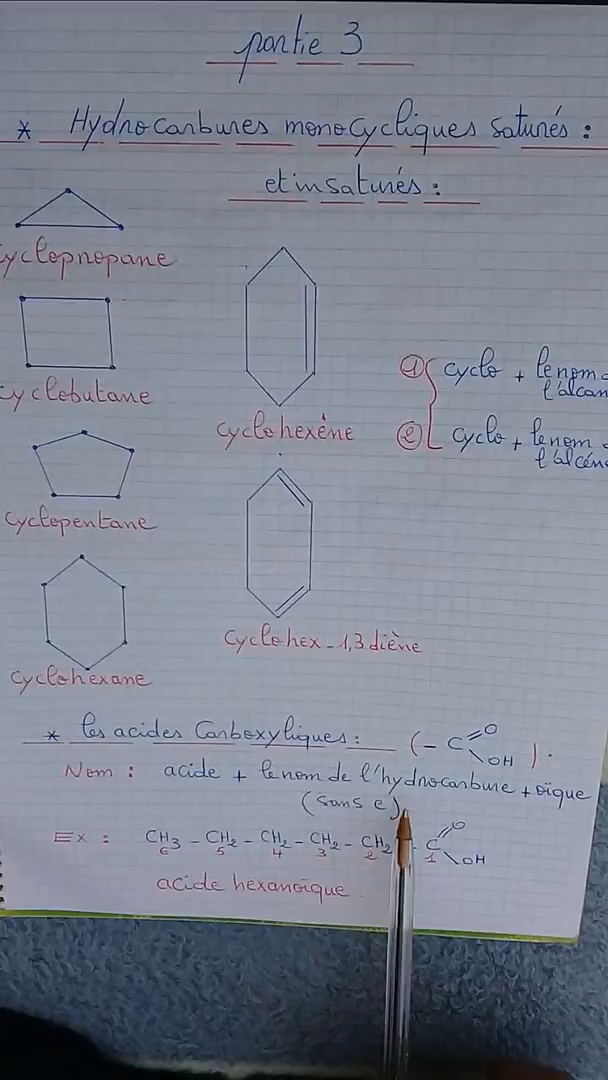 partie 3
* Hydrocarbures monocycliques saturés :
et insaturés :
cyclopropane
cyclobutane
cyclopentane
cyclohexane
cyclohexène
cyclohex-1,3 diène
① cyclo + le nom
l'alcan
② cyclo + le nom
l'alcén
* les acides Carboxyliques : (-C=O OH).
Nom : acide + le nom de l'hydrocarbure + oïque
(sans e)
Ex : CH3 - CH2 - CH2 - CH2 - CH2 - C=O OH
6 5 4 3 2 1
acide hexanoïque.